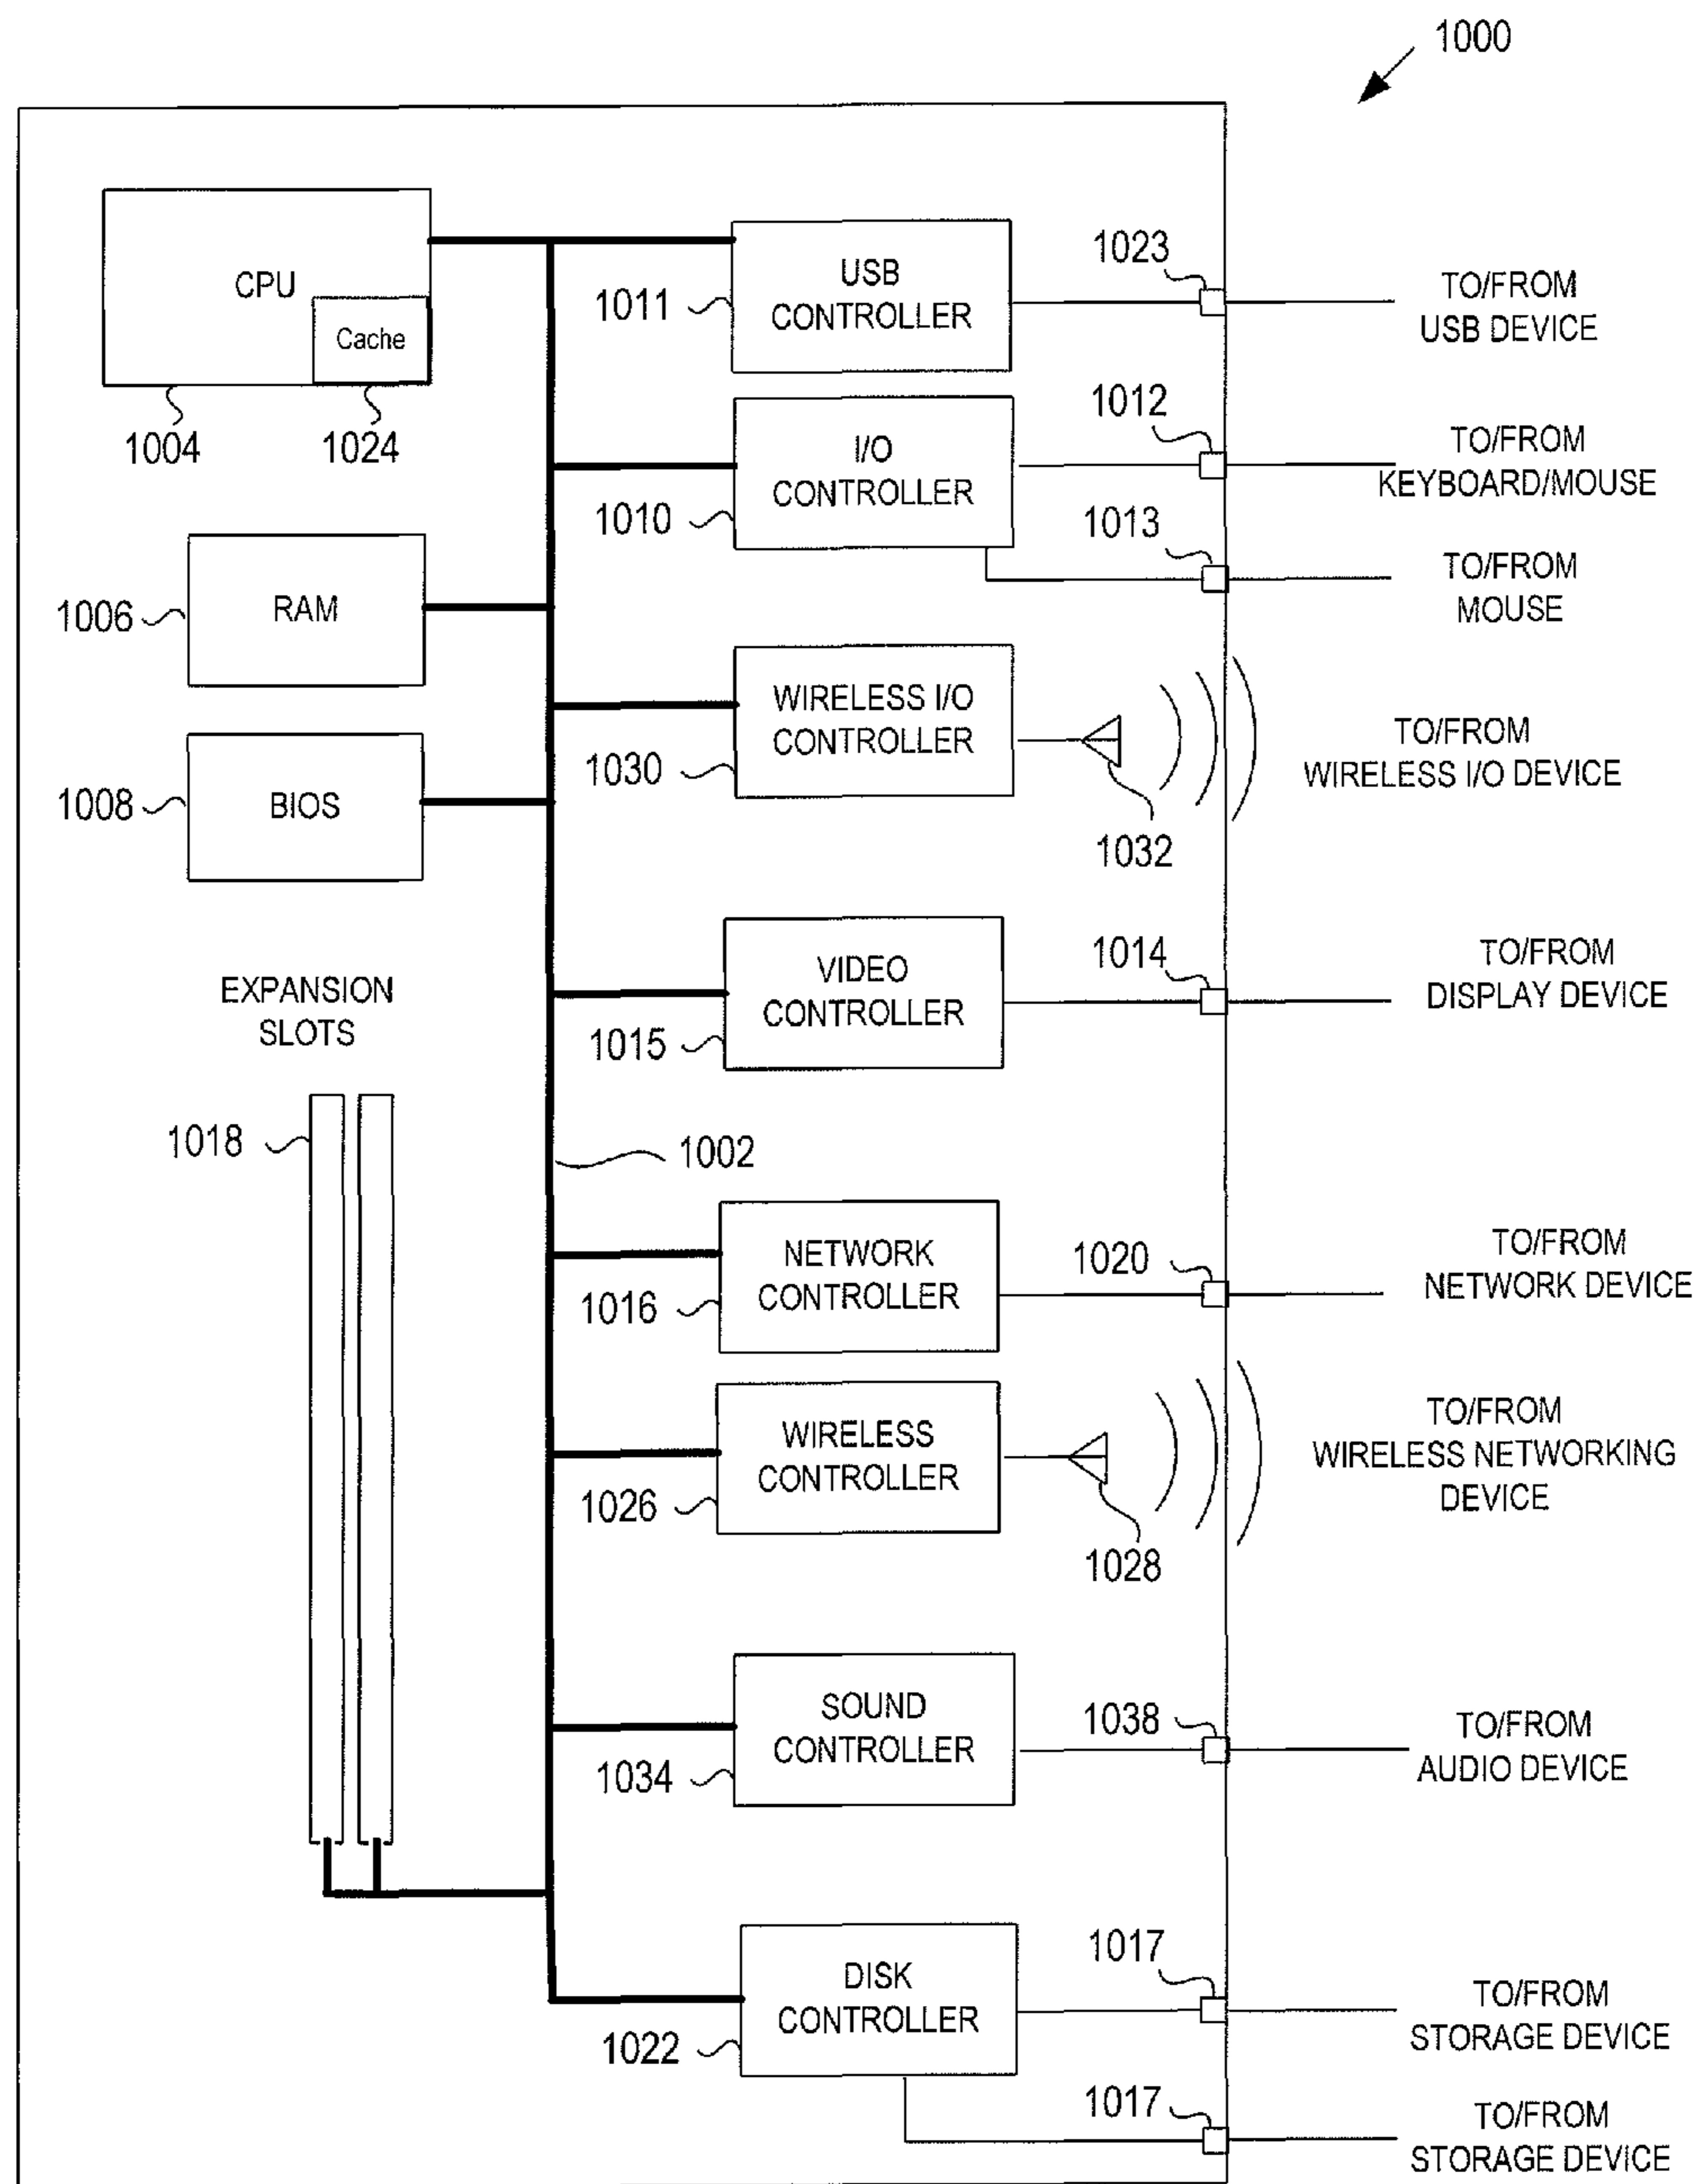 1000
CPU
Cache
1004
1024
USB
CONTROLLER
1011
1023
TO/FROM
USB DEVICE
I/O
CONTROLLER
1010
1012
TO/FROM
KEYBOARD/MOUSE
1013
TO/FROM
MOUSE
1006
RAM
WIRELESS I/O
CONTROLLER
1030
1032
TO/FROM
WIRELESS I/O DEVICE
1008
BIOS
VIDEO
CONTROLLER
1015
1014
TO/FROM
DISPLAY DEVICE
EXPANSION
SLOTS
1018
1002
NETWORK
CONTROLLER
1016
1020
TO/FROM
NETWORK DEVICE
WIRELESS
CONTROLLER
1026
1028
TO/FROM
WIRELESS NETWORKING
DEVICE
SOUND
CONTROLLER
1034
1038
TO/FROM
AUDIO DEVICE
DISK
CONTROLLER
1022
1017
TO/FROM
STORAGE DEVICE
1017
TO/FROM
STORAGE DEVICE